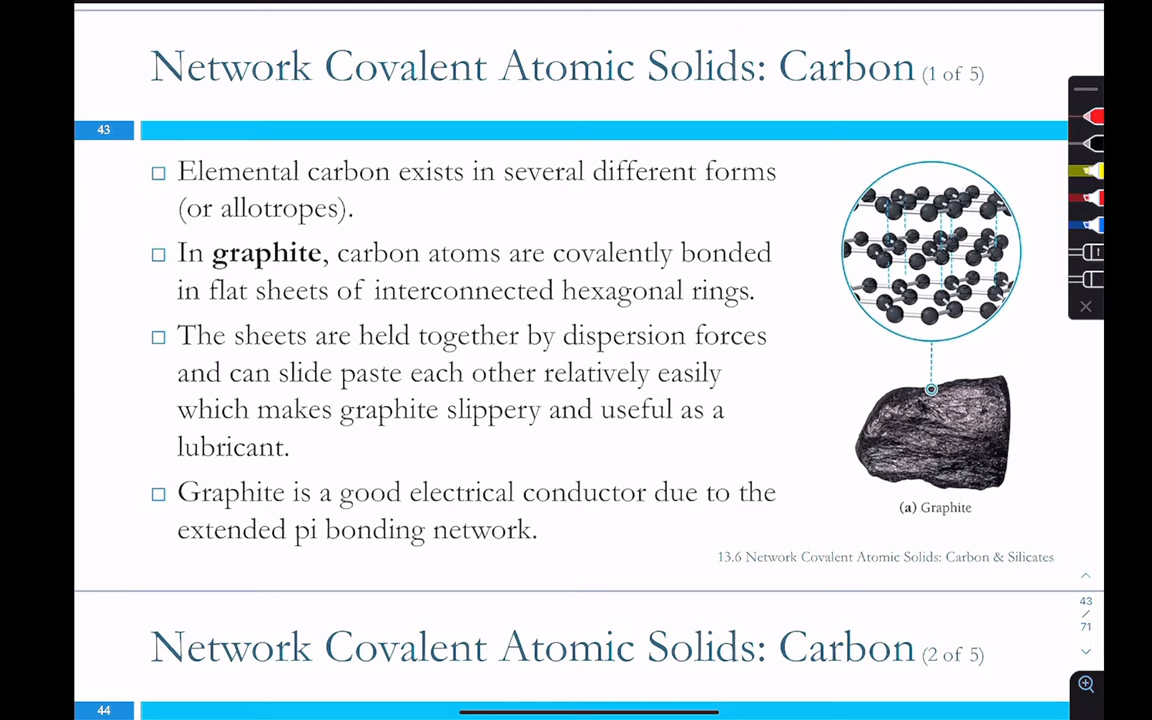 Network Covalent Atomic Solids: Carbon (1 of 5)
43
Elemental carbon exists in several different forms
(or allotropes).
In graphite, carbon atoms are covalently bonded
in flat sheets of interconnected hexagonal rings.
The sheets are held together by dispersion forces
and can slide paste each other relatively easily
which makes graphite slippery and useful as a
lubricant.
Graphite is a good electrical conductor due to the
extended pi bonding network.
(a) Graphite
13.6 Network Covalent Atomic Solids: Carbon & Silicates
43
/
71
Network Covalent Atomic Solids: Carbon (2 of 5)
44